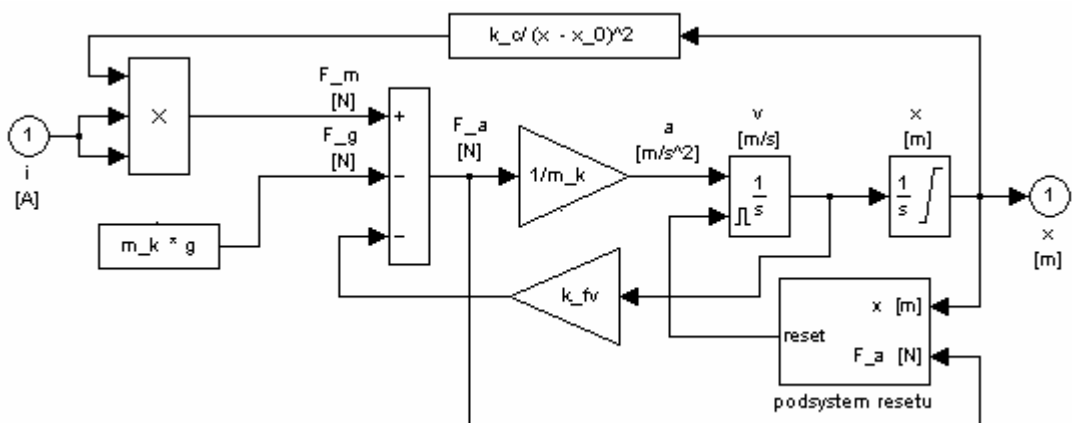 k_c/ (x - x_0)^2
F_m
[N]
F_g
[N]
×
+
−
−
F_a
[N]
1/m_k
a
[m/s^2]
v
[m/s]
1
s
x
[m]
1
s
1
i
[A]
1
x
[m]
m_k * g
k_fv
x [m]
reset
F_a [N]
podsystem resetu